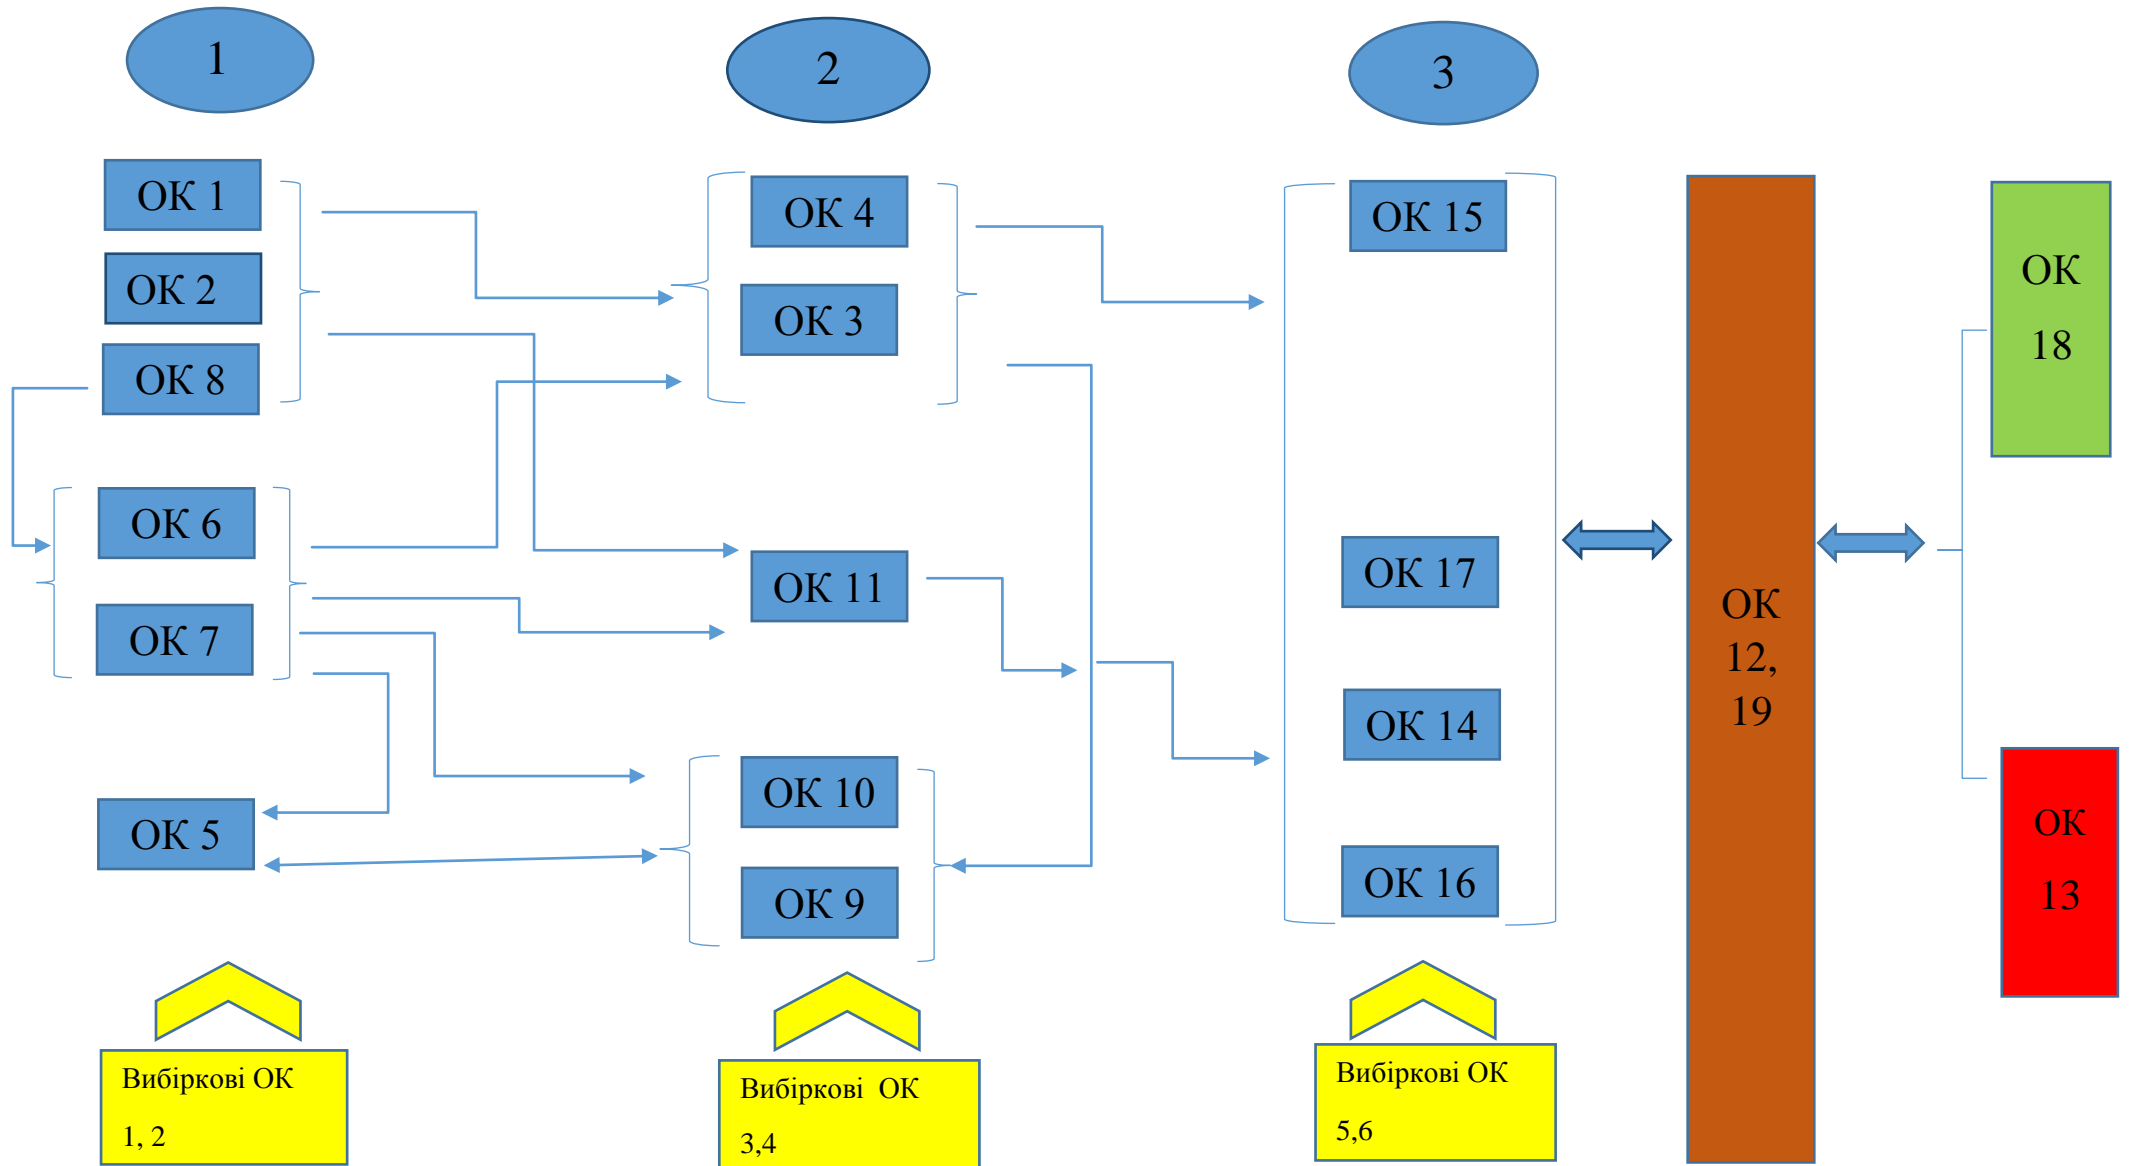 1
2
3
ОК 1
ОК 2
ОК 8
ОК 6
ОК 7
ОК 5
Вибіркові ОК
1, 2
ОК 4
ОК 3
ОК 11
ОК 10
ОК 9
Вибіркові ОК
3,4
ОК 15
ОК 17
ОК 14
ОК 16
Вибіркові ОК
5,6
ОК
12,
19
ОК
18
ОК
13